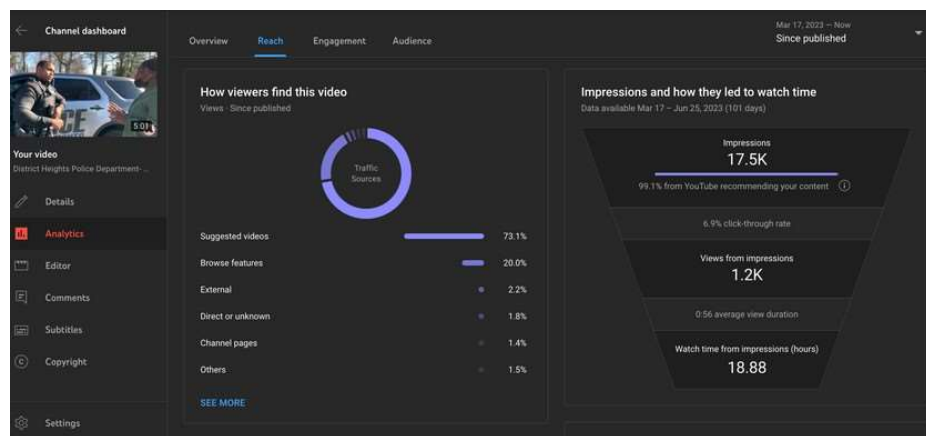 Channel dashboard
5:01
Your video
District Heights Police Department- ...
Details
Analytics
Editor
Comments
Subtitles
Copyright
Settings
Overview
Reach
Engagement
Audience
Mar 17, 2023 – Now
Since published
How viewers find this video
Views · Since published
Traffic
Sources
Suggested videos 73.1%
Browse features 20.0%
External 2.2%
Direct or unknown 1.8%
Channel pages 1.4%
Others 1.5%
SEE MORE
Impressions and how they led to watch time
Data available Mar 17 – Jun 25, 2023 (101 days)
Impressions
17.5K
99.1% from YouTube recommending your content
6.9% click-through rate
Views from impressions
1.2K
0:56 average view duration
Watch time from impressions (hours)
18.88